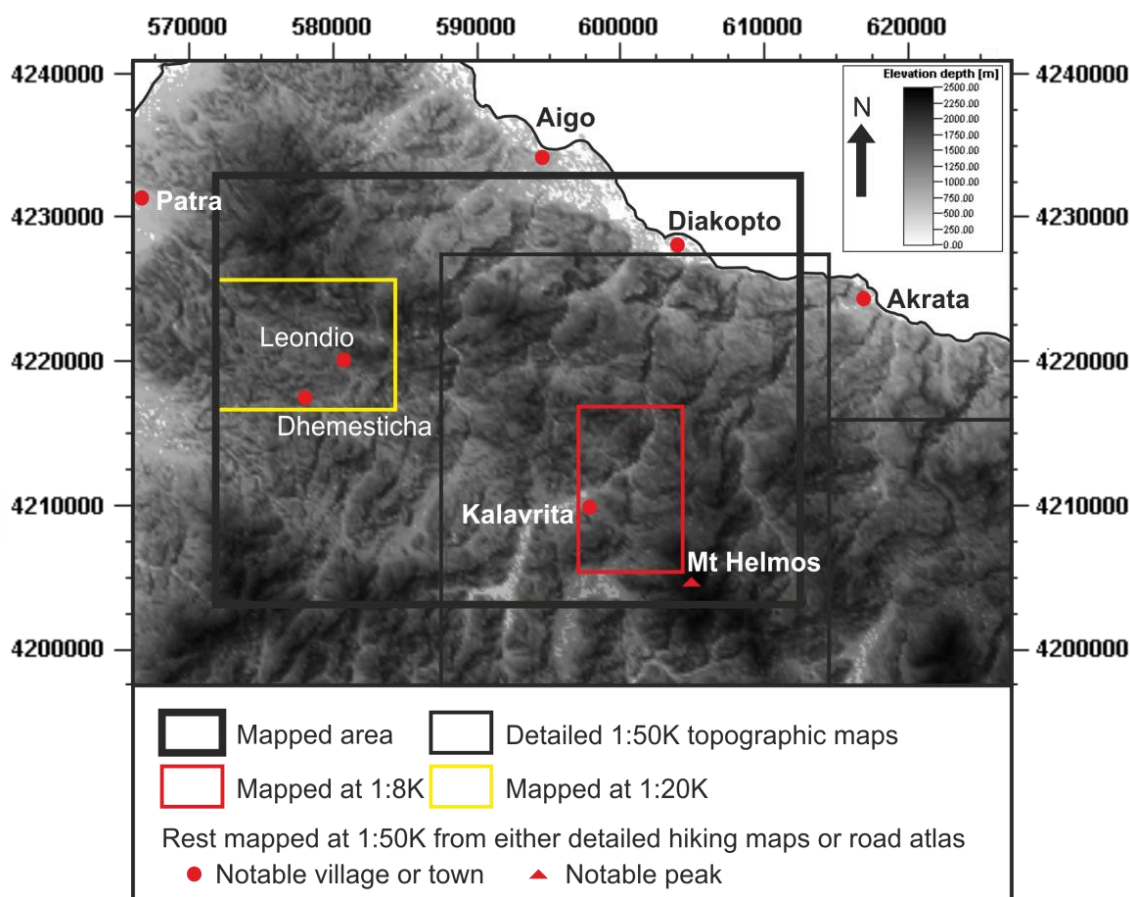 570000 580000 590000 600000 610000 620000
4240000 4240000
Elevation depth [m]
2500.00
2250.00
2000.00
1750.00
1500.00
1250.00
1000.00
750.00
500.00
250.00
0.00
N
Aigo
Patra
4230000 4230000
Diakopto
Akrata
Leondio
4220000 4220000
Dhemesticha
4210000 4210000
Kalavrita
Mt Helmos
4200000 4200000
Mapped area
Detailed 1:50K topographic maps
Mapped at 1:8K
Mapped at 1:20K
Rest mapped at 1:50K from either detailed hiking maps or road atlas
Notable village or town
Notable peak